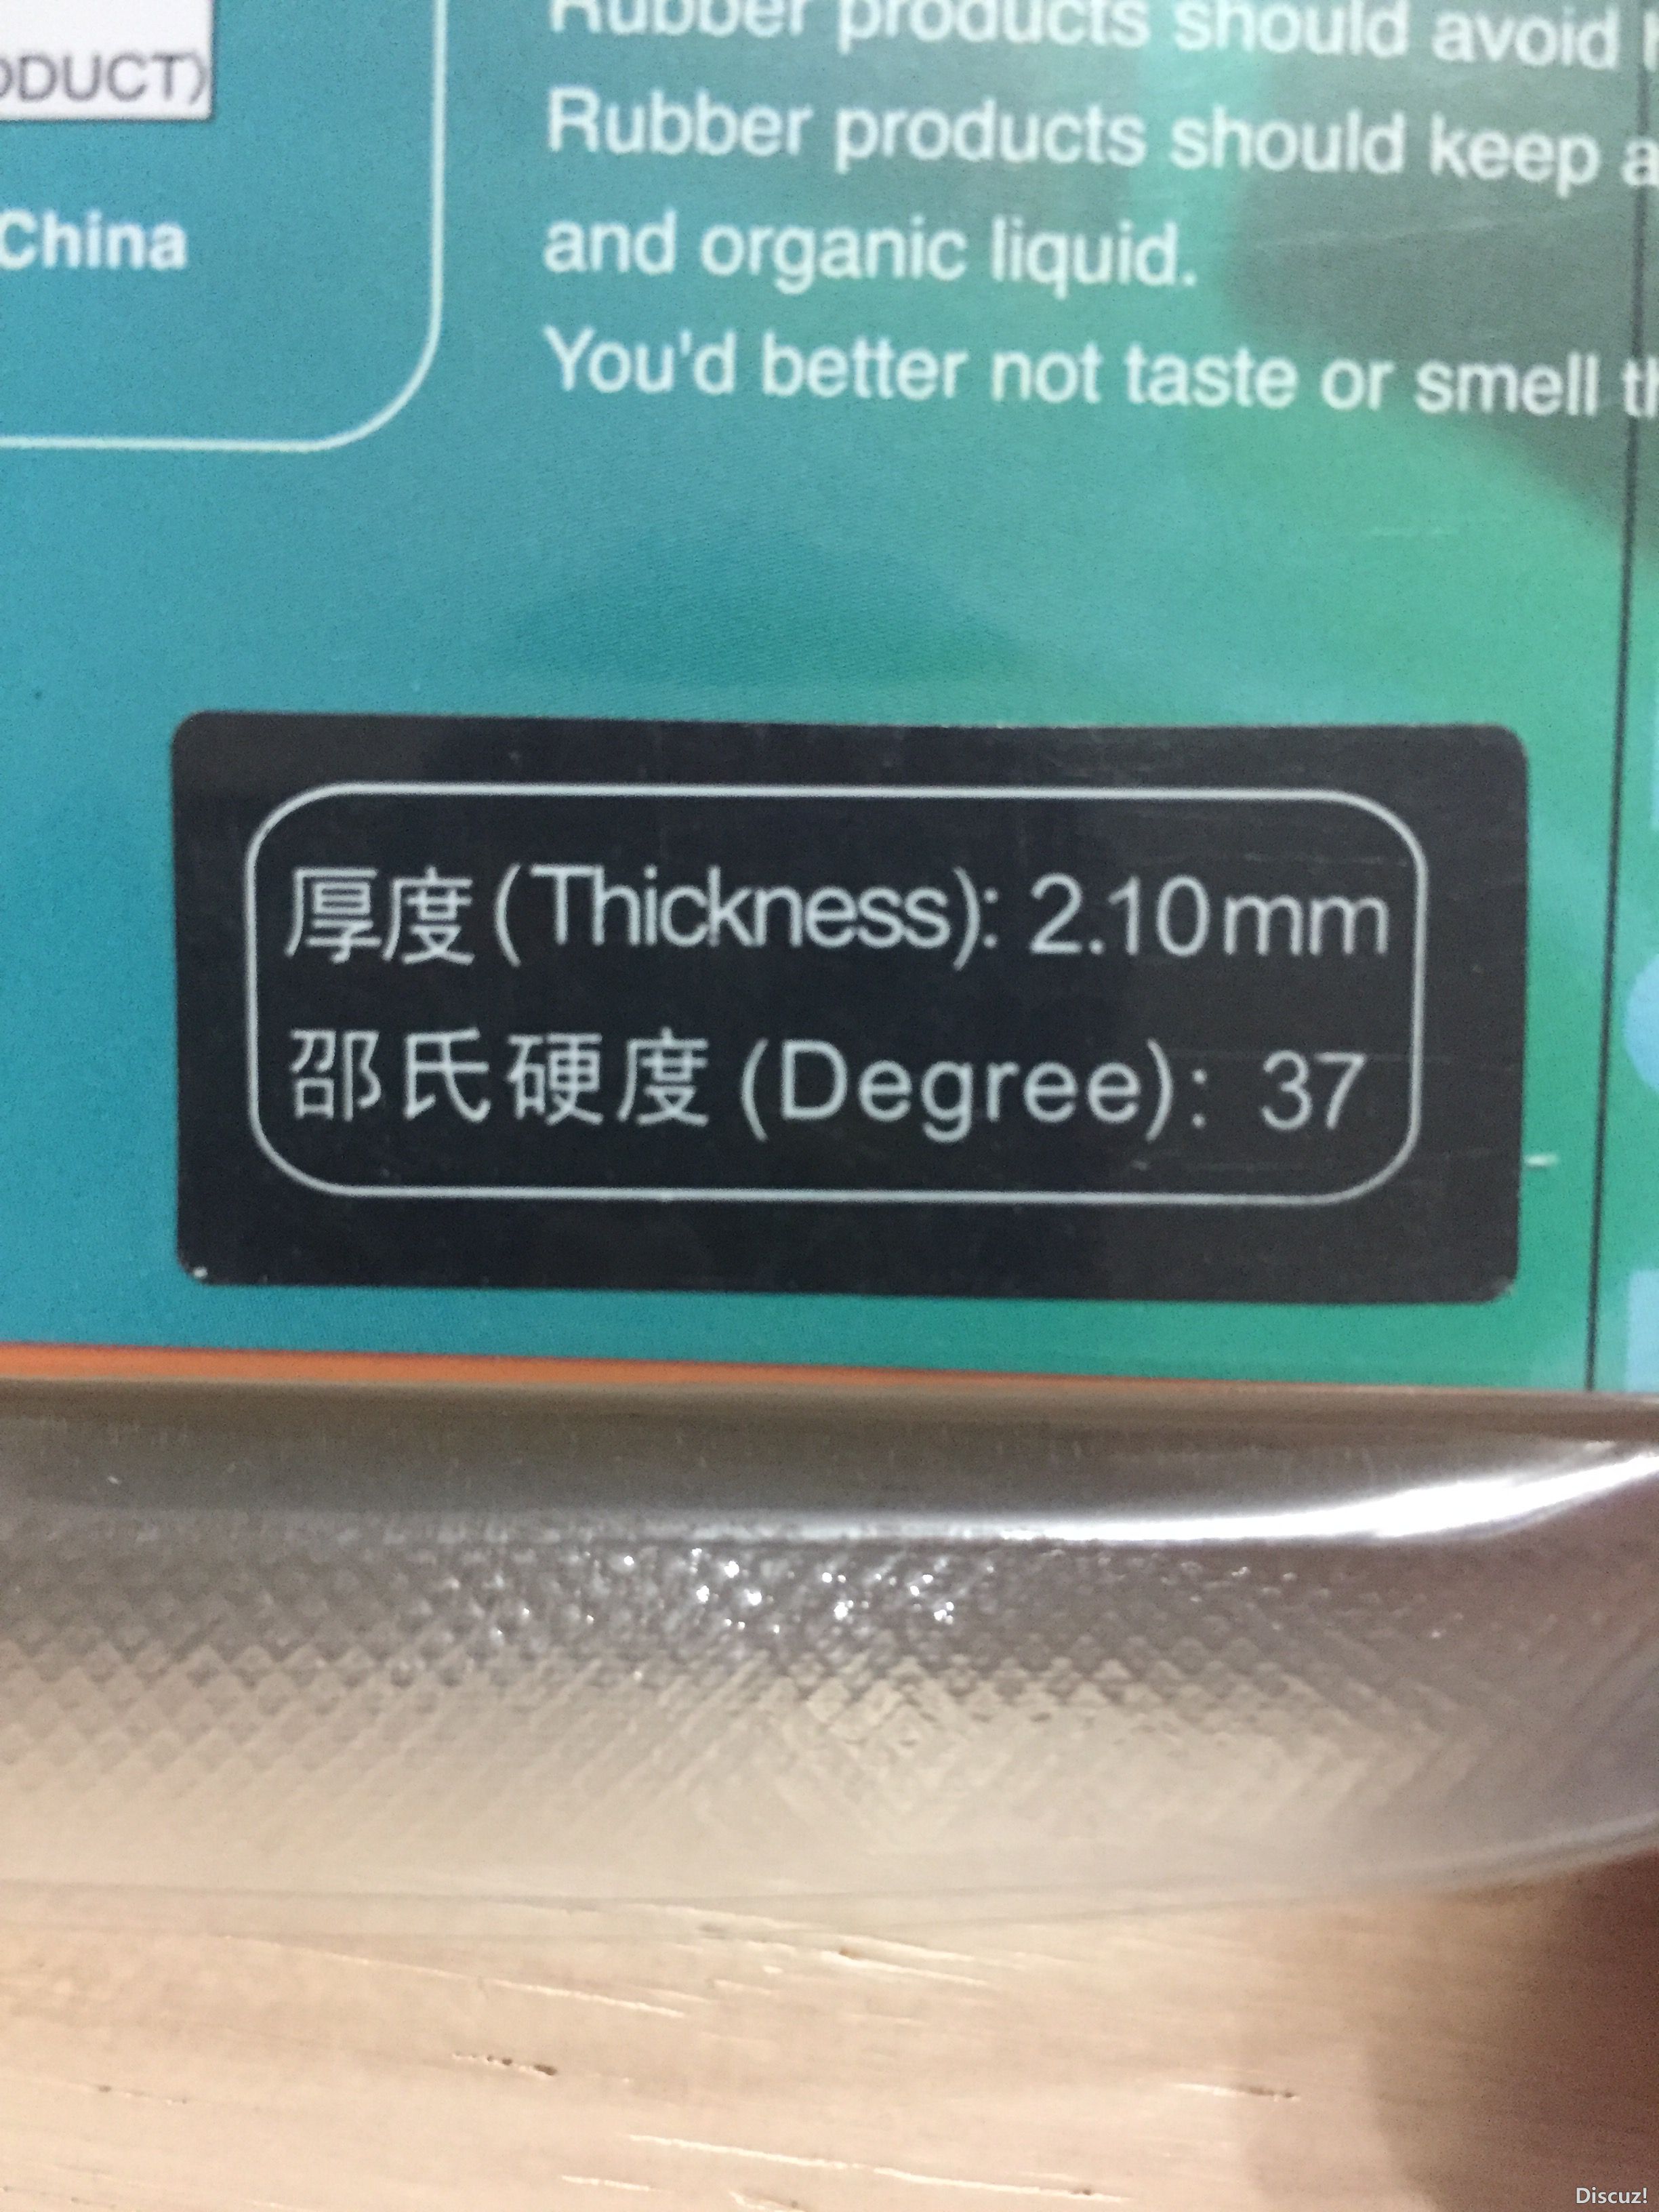 ODUCT)
China
Rubber products should avoid
Rubber products should keep
and organic liquid.
You'd better not taste or smell
厚度(Thickness): 2.10mm
邵氏硬度(Degree): 37
Discuz!